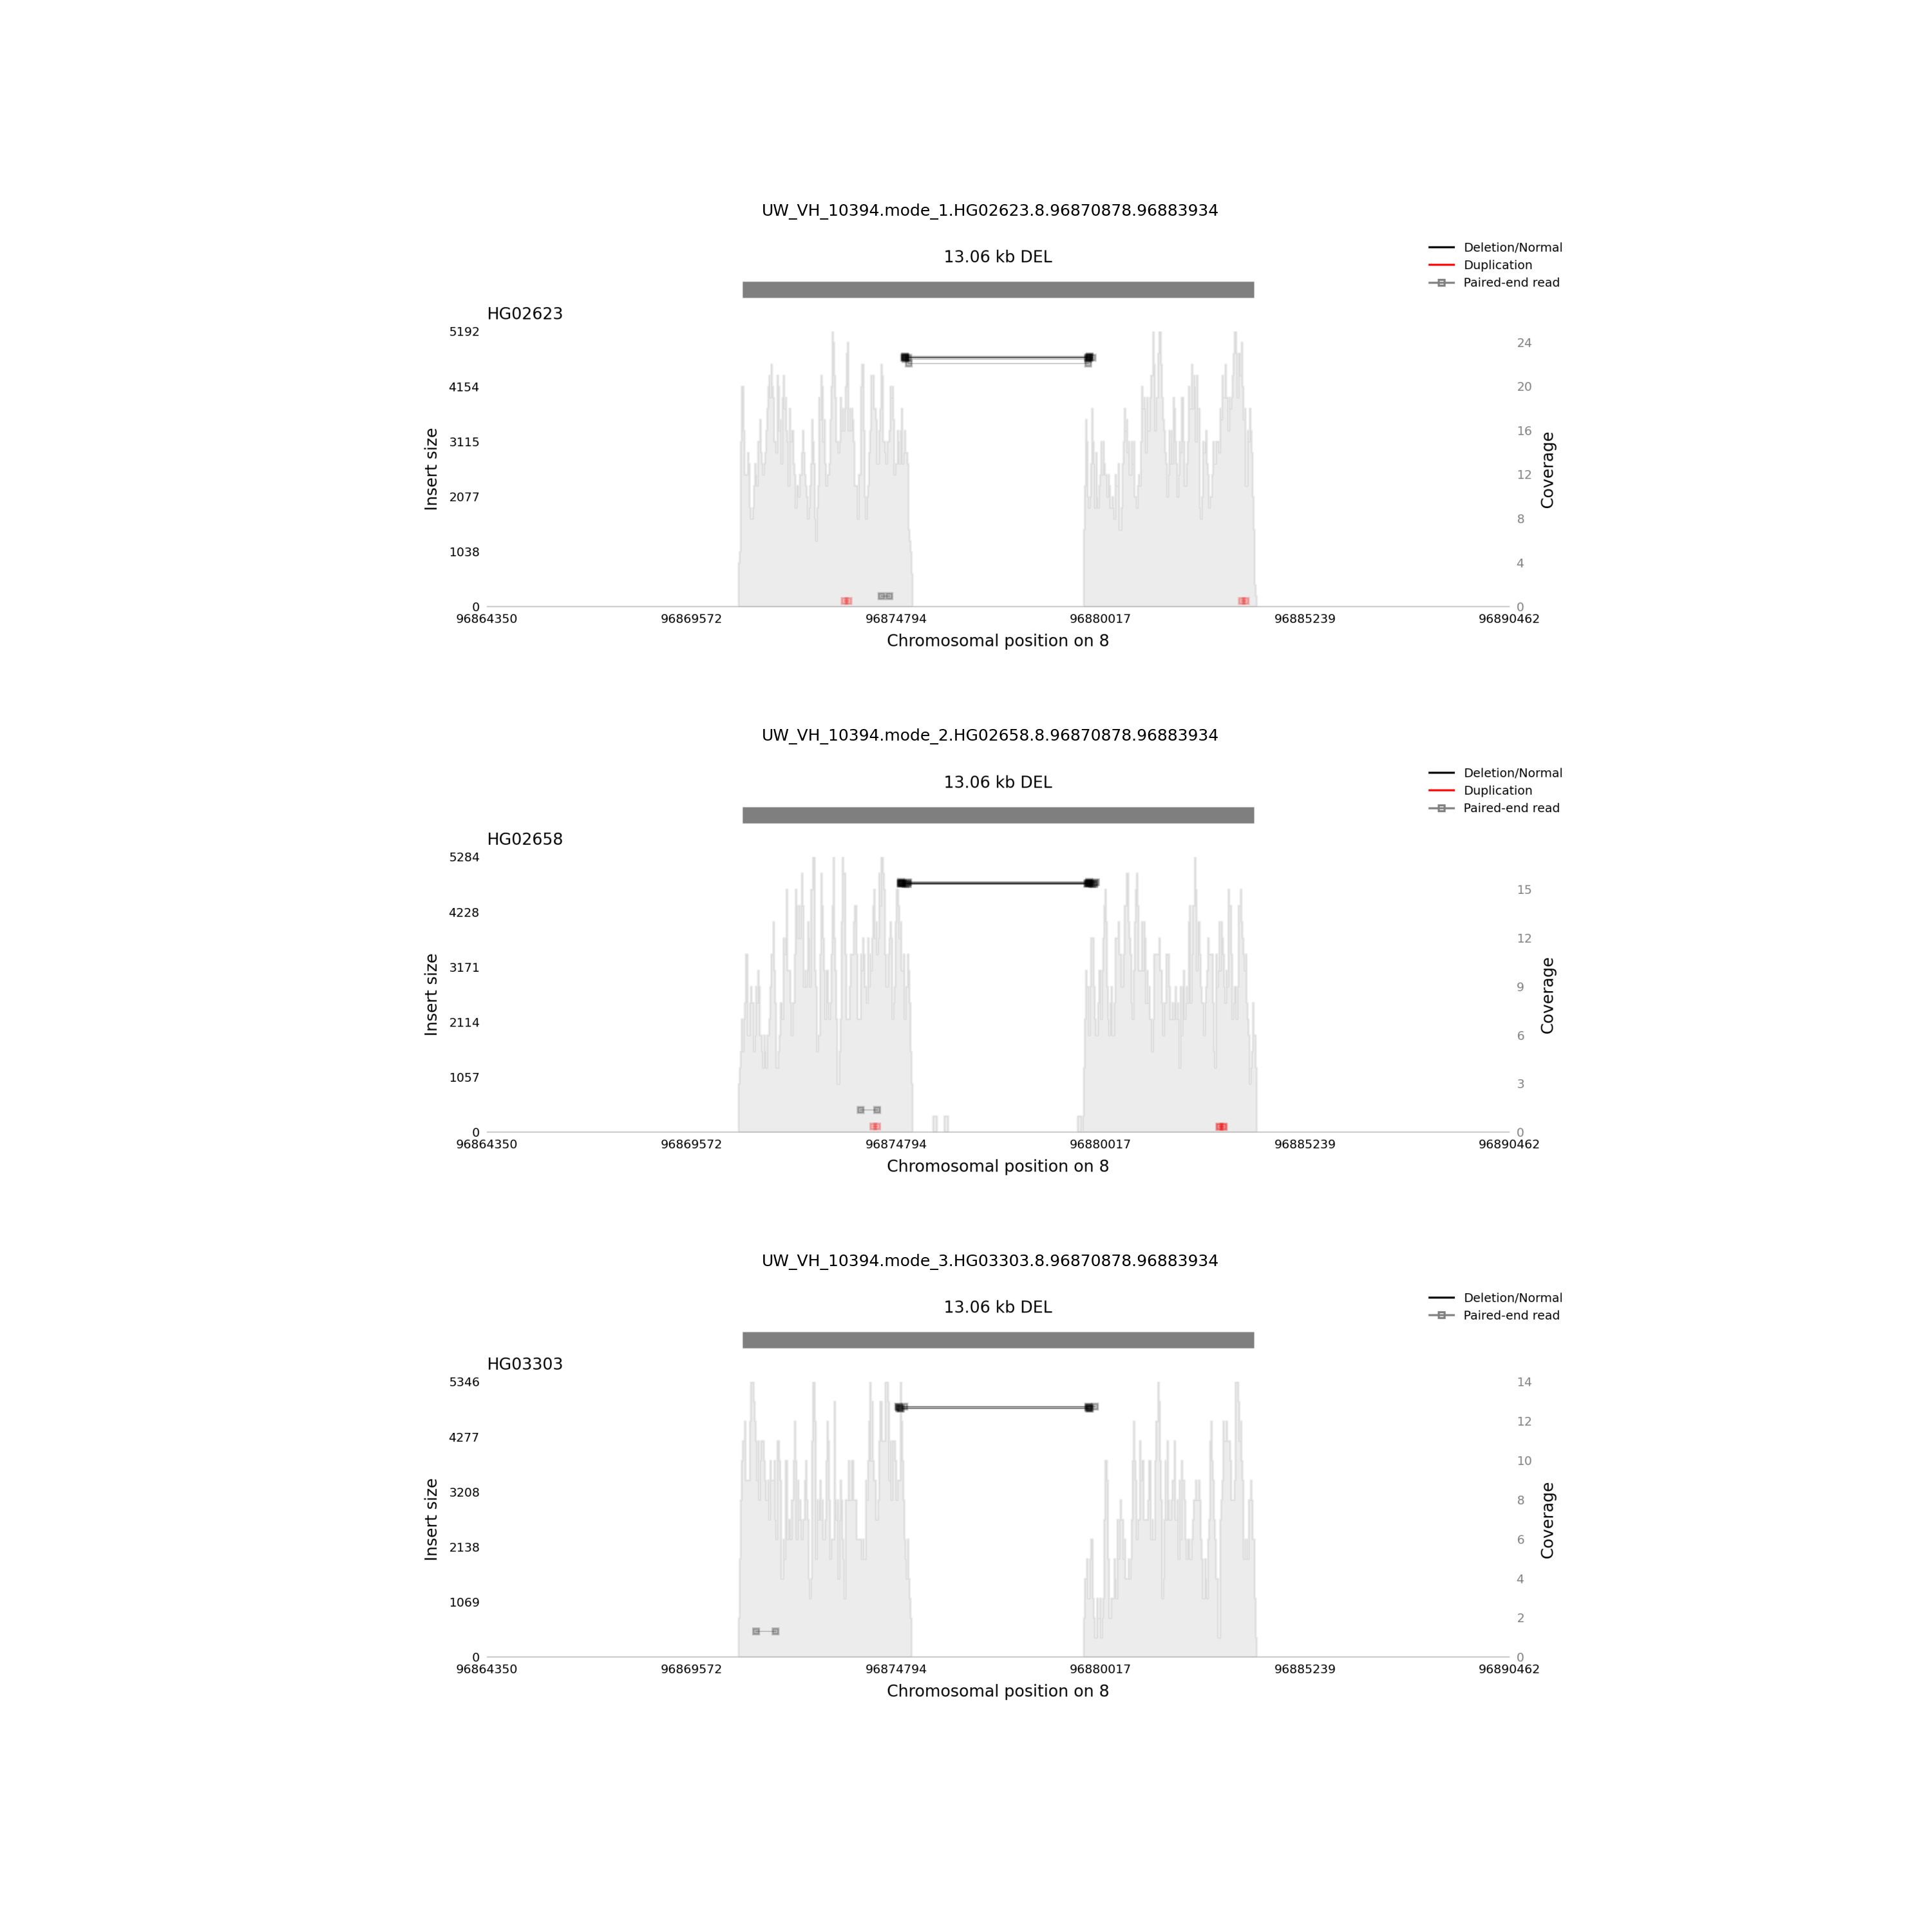 UW_VH_10394.mode_1.HG02623.8.96870878.96883934
13.06 kb DEL
Deletion/Normal
Duplication
Paired-end read
HG02623
5192
4154
3115
2077
1038
0
Insert size
24
20
16
12
8
4
0
Coverage
96864350 96869572 96874794 96880017 96885239 96890462
Chromosomal position on 8
UW_VH_10394.mode_2.HG02658.8.96870878.96883934
13.06 kb DEL
Deletion/Normal
Duplication
Paired-end read
HG02658
5284
4228
3171
2114
1057
0
Insert size
15
12
9
6
3
0
Coverage
96864350 96869572 96874794 96880017 96885239 96890462
Chromosomal position on 8
UW_VH_10394.mode_3.HG03303.8.96870878.96883934
13.06 kb DEL
Deletion/Normal
Paired-end read
HG03303
5346
4277
3208
2138
1069
0
Insert size
14
12
10
8
6
4
2
0
Coverage
96864350 96869572 96874794 96880017 96885239 96890462
Chromosomal position on 8